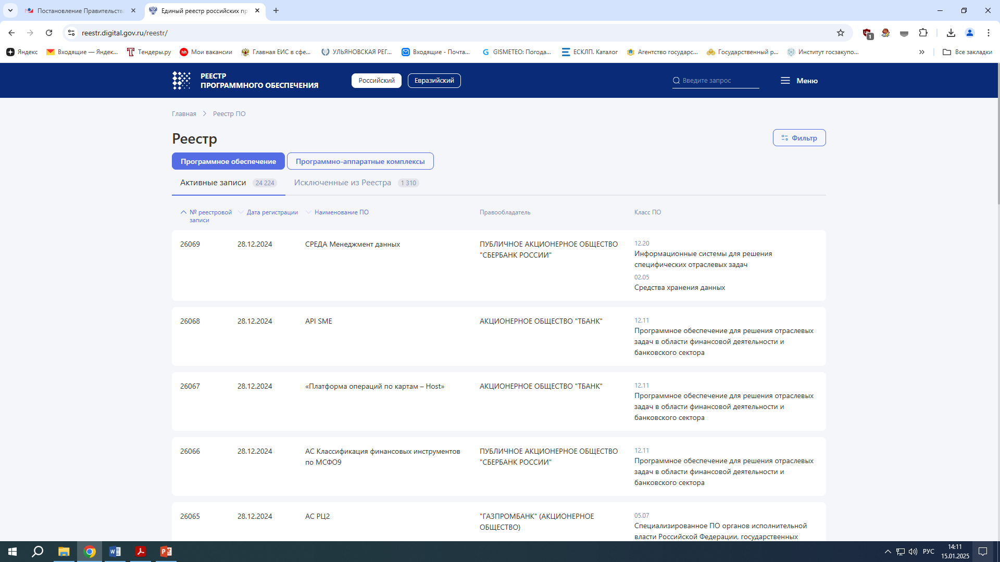 Постановление Правительств
Единый реестр российских пр
reestr.digital.gov.ru/reestr/
1
Яндекс
Входящие — Яндек...
Тендеры.ру
hh Мои вакансии
Главная ЕИС в сфе...
УЛЬЯНОВСКАЯ РЕГ...
Входящие - Почта...
G GISMETEO: Погода...
ЕСКЛП. Каталог
Агентство государс...
Государственный р...
Институт госзакупо...
» Все закладки
РЕЕСТР
ПРОГРАММНОГО ОБЕСПЕЧЕНИЯ
Российский
Евразийский
Введите запрос
Меню
Главная > Реестр ПО
Реестр
Фильтр
Программное обеспечение
Программно-аппаратные комплексы
Активные записи 24 224
Исключенные из Реестра 1 310
№ реестровой
записи
Дата регистрации
Наименование ПО
Правообладатель
Класс ПО
26069
28.12.2024
СРЕДА Менеджмент данных
ПУБЛИЧНОЕ АКЦИОНЕРНОЕ ОБЩЕСТВО
"СБЕРБАНК РОССИИ"
12.20
Информационные системы для решения
специфических отраслевых задач
02.05
Средства хранения данных
26068
28.12.2024
API SME
АКЦИОНЕРНОЕ ОБЩЕСТВО "ТБАНК"
12.11
Программное обеспечение для решения отраслевых
задач в области финансовой деятельности и
банковского сектора
26067
28.12.2024
«Платформа операций по картам – Host»
АКЦИОНЕРНОЕ ОБЩЕСТВО "ТБАНК"
12.11
Программное обеспечение для решения отраслевых
задач в области финансовой деятельности и
банковского сектора
26066
28.12.2024
АС Классификация финансовых инструментов
по МСФО9
ПУБЛИЧНОЕ АКЦИОНЕРНОЕ ОБЩЕСТВО
"СБЕРБАНК РОССИИ"
12.11
Программное обеспечение для решения отраслевых
задач в области финансовой деятельности и
банковского сектора
26065
28.12.2024
АС РЦ2
"ГАЗПРОМБАНК" (АКЦИОНЕРНОЕ
ОБЩЕСТВО)
05.07
Специализированное ПО органов исполнительной
власти Российской Федерации, государственных
РУС
14:11
15.01.2025